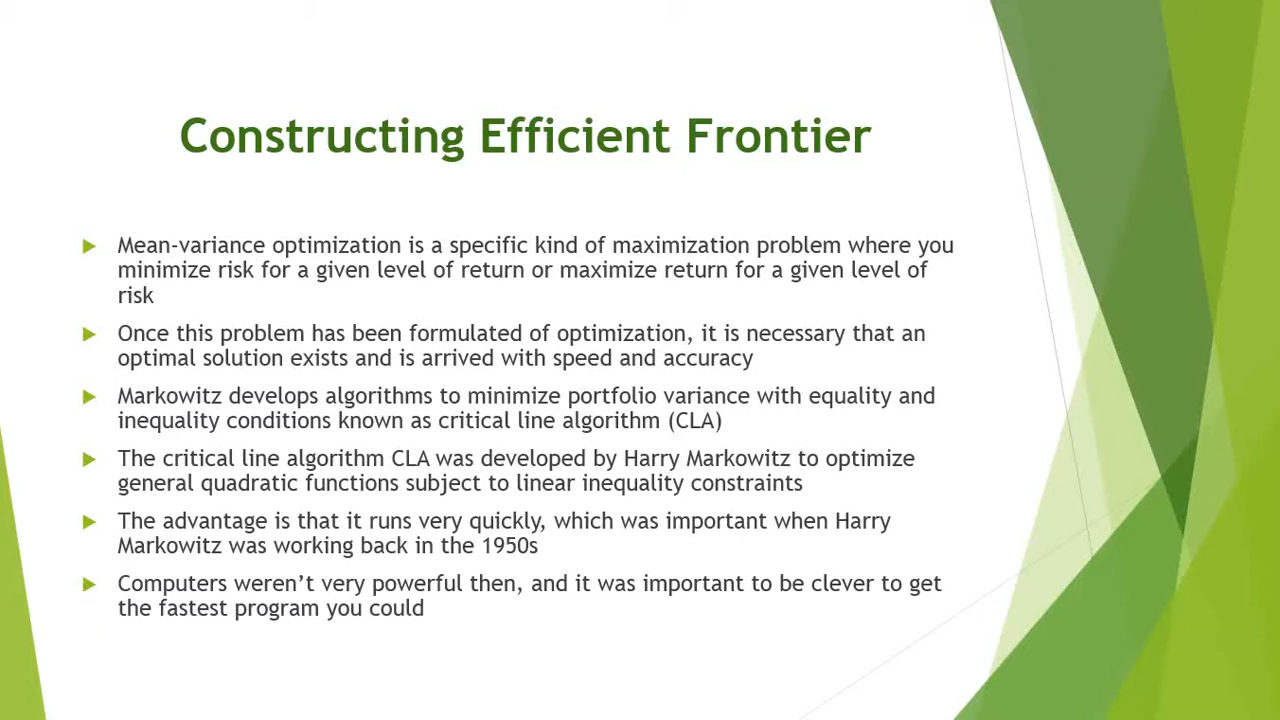 Constructing Efficient Frontier
Mean-variance optimization is a specific kind of maximization problem where you
minimize risk for a given level of return or maximize return for a given level of
risk
Once this problem has been formulated of optimization, it is necessary that an
optimal solution exists and is arrived with speed and accuracy
Markowitz develops algorithms to minimize portfolio variance with equality and
inequality conditions known as critical line algorithm (CLA)
The critical line algorithm CLA was developed by Harry Markowitz to optimize
general quadratic functions subject to linear inequality constraints
The advantage is that it runs very quickly, which was important when Harry
Markowitz was working back in the 1950s
Computers weren’t very powerful then, and it was important to be clever to get
the fastest program you could